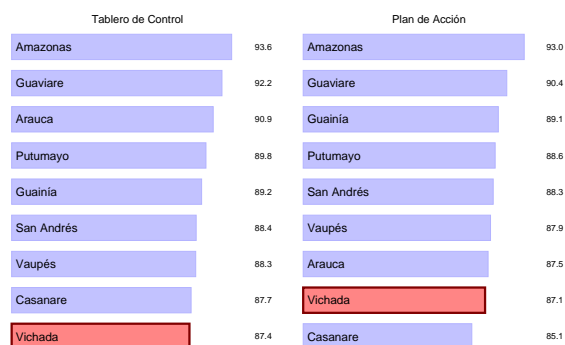 Tablero de Control
Amazonas 93.6
Guaviare 92.2
Arauca 90.9
Putumayo 89.8
Guainía 89.2
San Andrés 88.4
Vaupés 88.3
Casanare 87.7
Vichada 87.4
Plan de Acción
Amazonas 93.0
Guaviare 90.4
Guainía 89.1
Putumayo 88.6
San Andrés 88.3
Vaupés 87.9
Arauca 87.5
Vichada 87.1
Casanare 85.1